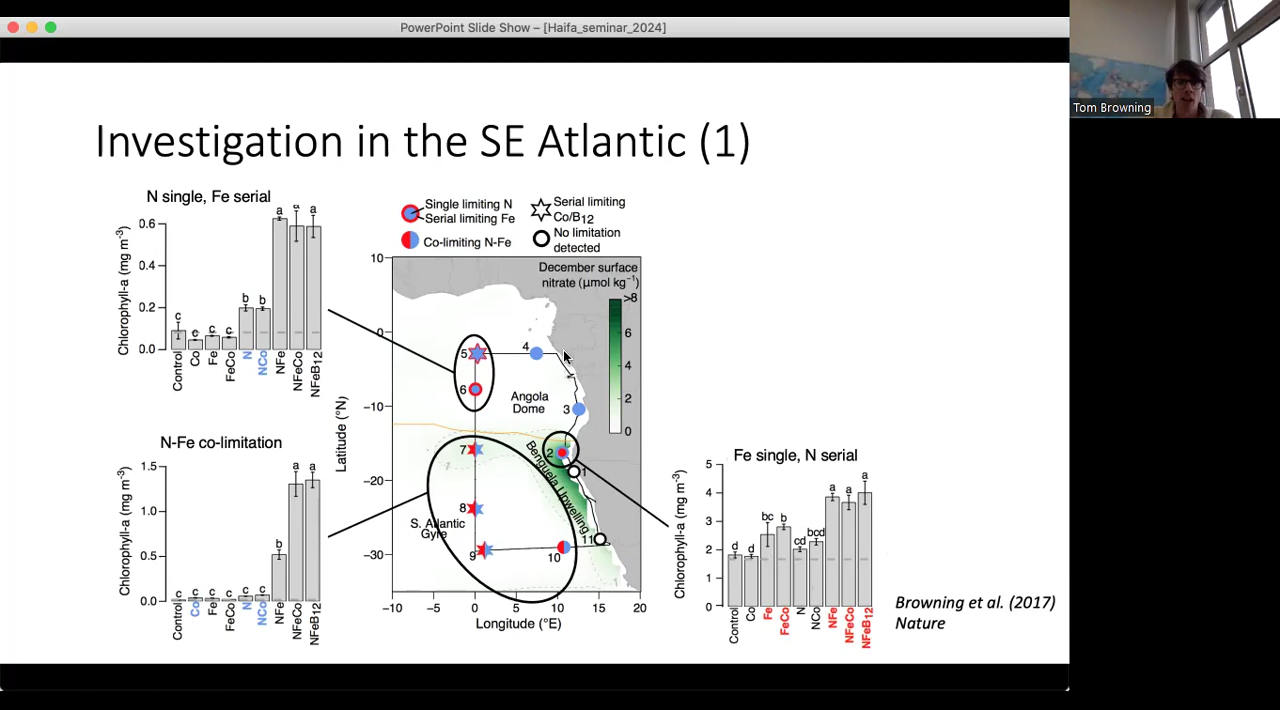 PowerPoint Slide Show – [Haifa_seminar_2024]
Tom Browning
Investigation in the SE Atlantic (1)
N single, Fe serial
Chlorophyll-a (mg m⁻³)
0.6
0.4
0.2
0.0
c
c
c
c
b
b
a
a
a
Control
Co
Fe
FeCo
N
NCo
NFe
NFeCo
NFeB12
N-Fe co-limitation
Chlorophyll-a (mg m⁻³)
1.5
1.0
0.5
0.0
c
c
c
c
c
c
b
a
a
Control
Co
Fe
FeCo
N
NCo
NFe
NFeCo
NFeB12
Single limiting N
Serial limiting Fe
Co-limiting N-Fe
Serial limiting
Co/B₁₂
No limitation
detected
December surface
nitrate (µmol kg⁻¹)
>8
6
4
2
0
Latitude (°N)
10
0
−10
−20
−30
5
4
6
Angola
Dome
3
7
2
1
Benguela Upwelling
8
S. Atlantic
Gyre
9
10
11
−10
−5
0
5
10
15
20
Longitude (°E)
Fe single, N serial
Chlorophyll-a (mg m⁻³)
5
4
3
2
1
0
d
d
bc
b
cd
bcd
a
a
a
Control
Co
Fe
FeCo
N
NCo
NFe
NFeCo
NFeB12
Browning et al. (2017)
Nature